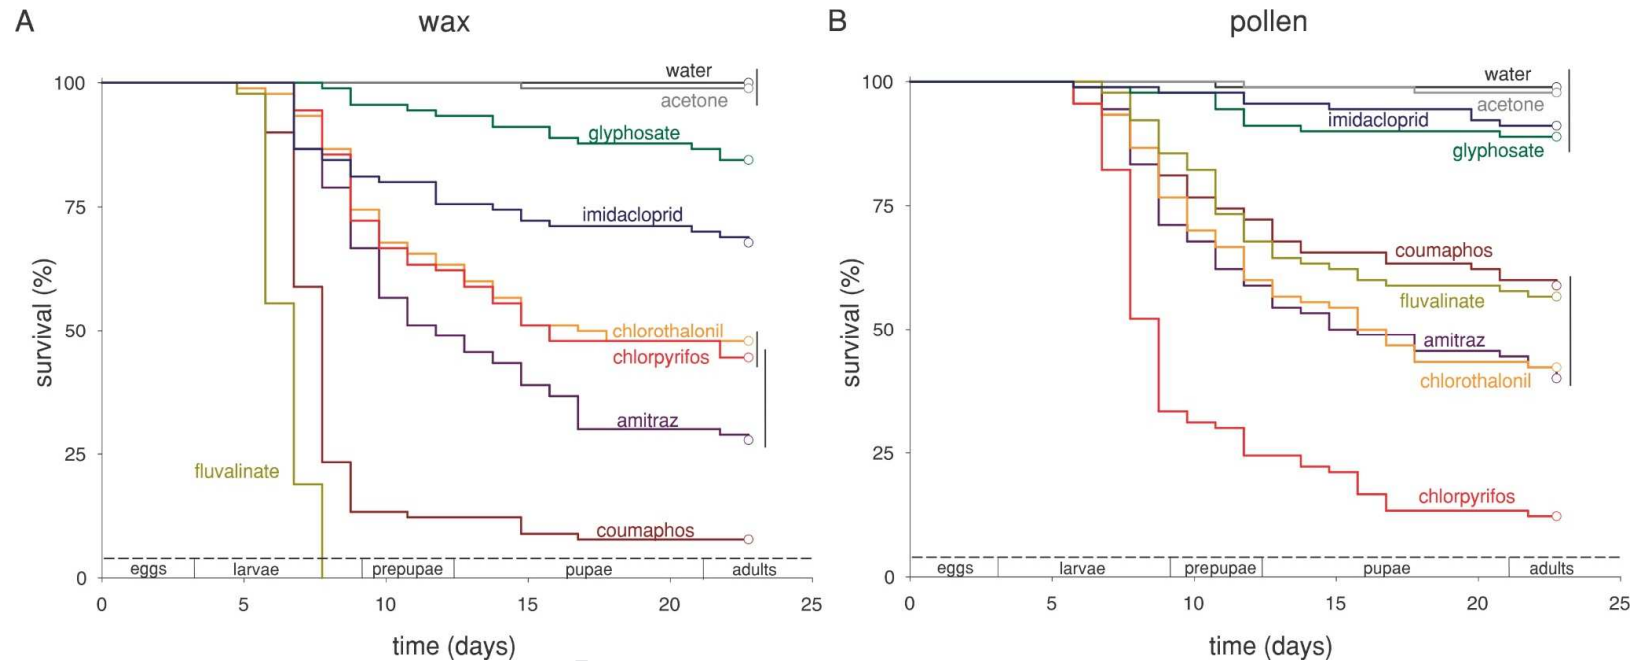 A
wax
B
pollen
100
75
50
25
0
survival (%)
water
acetone
glyphosate
imidacloprid
chlorothalonil
chlorpyrifos
amitraz
fluvalinate
coumaphos
eggs
larvae
prepupae
pupae
adults
0
5
10
15
20
25
time (days)
100
75
50
25
0
survival (%)
water
acetone
imidacloprid
glyphosate
coumaphos
fluvalinate
amitraz
chlorothalonil
chlorpyrifos
eggs
larvae
prepupae
pupae
adults
0
5
10
15
20
25
time (days)